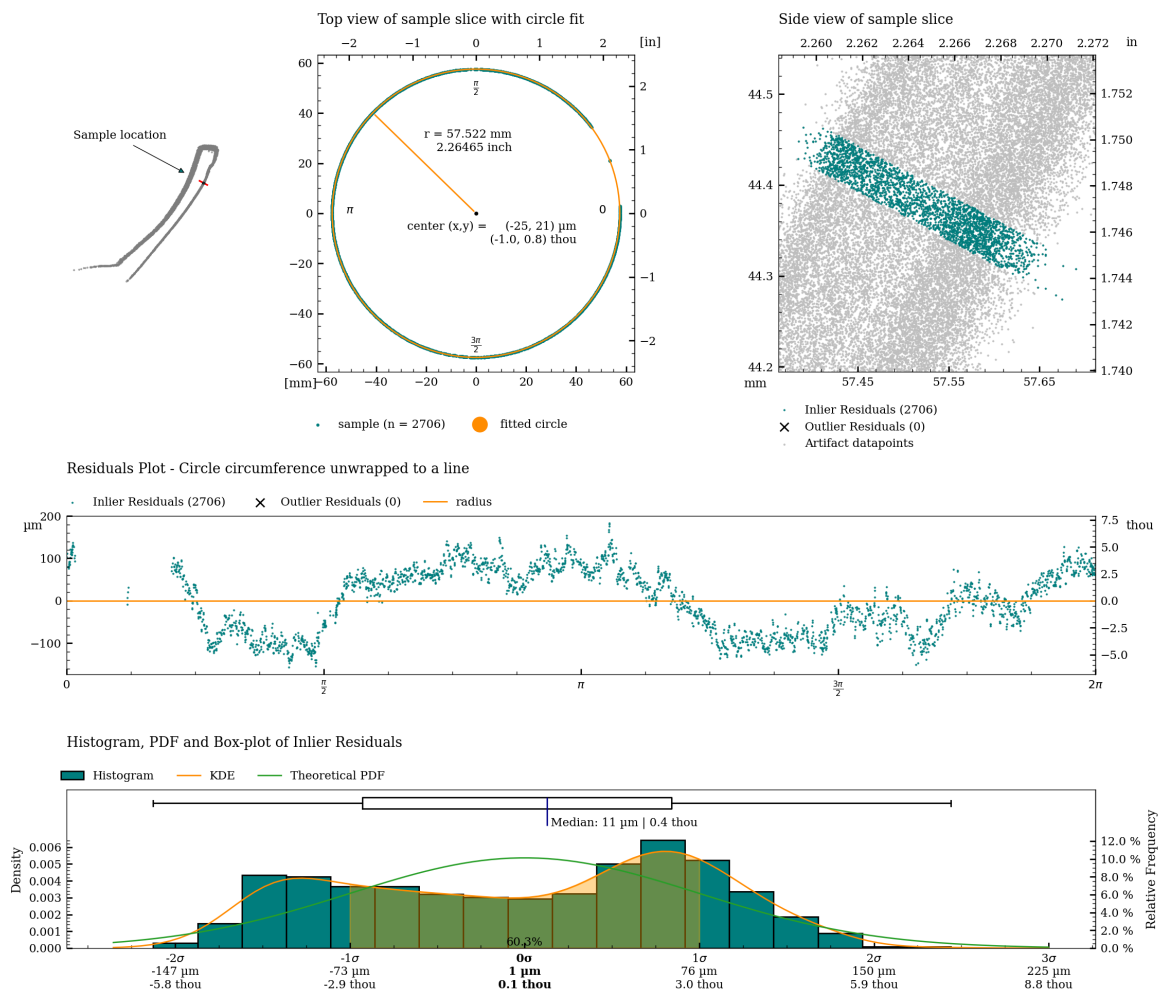 Top view of sample slice with circle fit
Side view of sample slice
−2 −1 0 1 2 [in]
2.260 2.262 2.264 2.266 2.268 2.270 2.272 in
Sample location
60
40
20
0
−20
−40
−60
2
1
0
−1
−2
π/2
r = 57.522 mm
2.26465 inch
π
0
center (x,y) = (-25, 21) µm
(-1.0, 0.8) thou
3π/2
[mm] −60 −40 −20 0 20 40 60
44.5
44.4
44.3
44.2
1.752
1.750
1.748
1.746
1.744
1.742
1.740
mm 57.45 57.55 57.65
sample (n = 2706) fitted circle
Inlier Residuals (2706)
Outlier Residuals (0)
Artifact datapoints
Residuals Plot - Circle circumference unwrapped to a line
Inlier Residuals (2706) Outlier Residuals (0) radius
µm
200
100
0
−100
7.5 thou
5.0
2.5
0.0
−2.5
−5.0
0 π/2 π 3π/2 2π
Histogram, PDF and Box-plot of Inlier Residuals
Histogram KDE Theoretical PDF
Median: 11 µm | 0.4 thou
Density
0.006
0.005
0.004
0.003
0.002
0.001
0.000
12.0 %
10.0 %
8.0 %
6.0 %
4.0 %
2.0 %
0.0 %
Relative Frequency
60.3%
-2σ -1σ 0σ 1σ 2σ 3σ
-147 µm -73 µm 1 µm 76 µm 150 µm 225 µm
-5.8 thou -2.9 thou 0.1 thou 3.0 thou 5.9 thou 8.8 thou